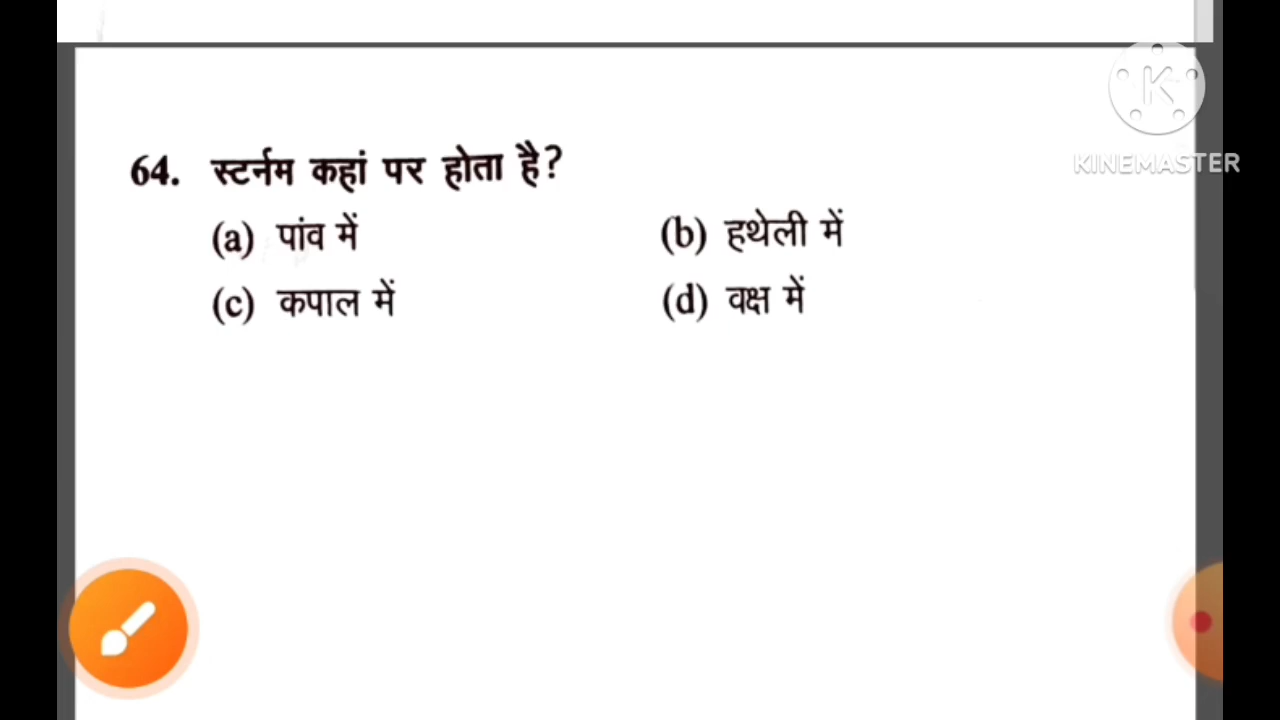 KINEMASTER
64. स्टर्नम कहां पर होता है?
(a) पांव में (b) हथेली में
(c) कपाल में (d) वक्ष में